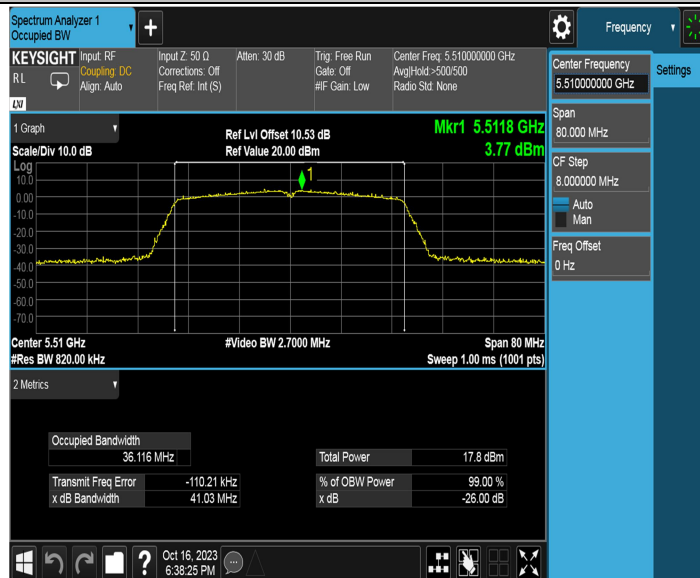 Spectrum Analyzer 1
Occupied BW
+
Frequency
KEYSIGHT
R L
LXI
Input: RF
Coupling: DC
Align: Auto
Input Z: 50 Ω
Corrections: Off
Freq Ref: Int (S)
Atten: 30 dB
Trig: Free Run
Gate: Off
#IF Gain: Low
Center Freq: 5.510000000 GHz
Avg|Hold:>500/500
Radio Std: None
Center Frequency
5.510000000 GHz
Settings
Span
80.000 MHz
CF Step
8.000000 MHz
Auto
Man
Freq Offset
0 Hz
1 Graph
Scale/Div 10.0 dB
Ref Lvl Offset 10.53 dB
Ref Value 20.00 dBm
Mkr1 5.5118 GHz
3.77 dBm
Log
10.0
0.00
-10.0
-20.0
-30.0
-40.0
-50.0
-60.0
-70.0
1
Center 5.51 GHz
#Res BW 820.00 kHz
#Video BW 2.7000 MHz
Span 80 MHz
Sweep 1.00 ms (1001 pts)
2 Metrics
Occupied Bandwidth
36.116 MHz
Transmit Freq Error -110.21 kHz
x dB Bandwidth 41.03 MHz
Total Power 17.8 dBm
% of OBW Power 99.00 %
x dB -26.00 dB
?
Oct 16, 2023
6:38:25 PM